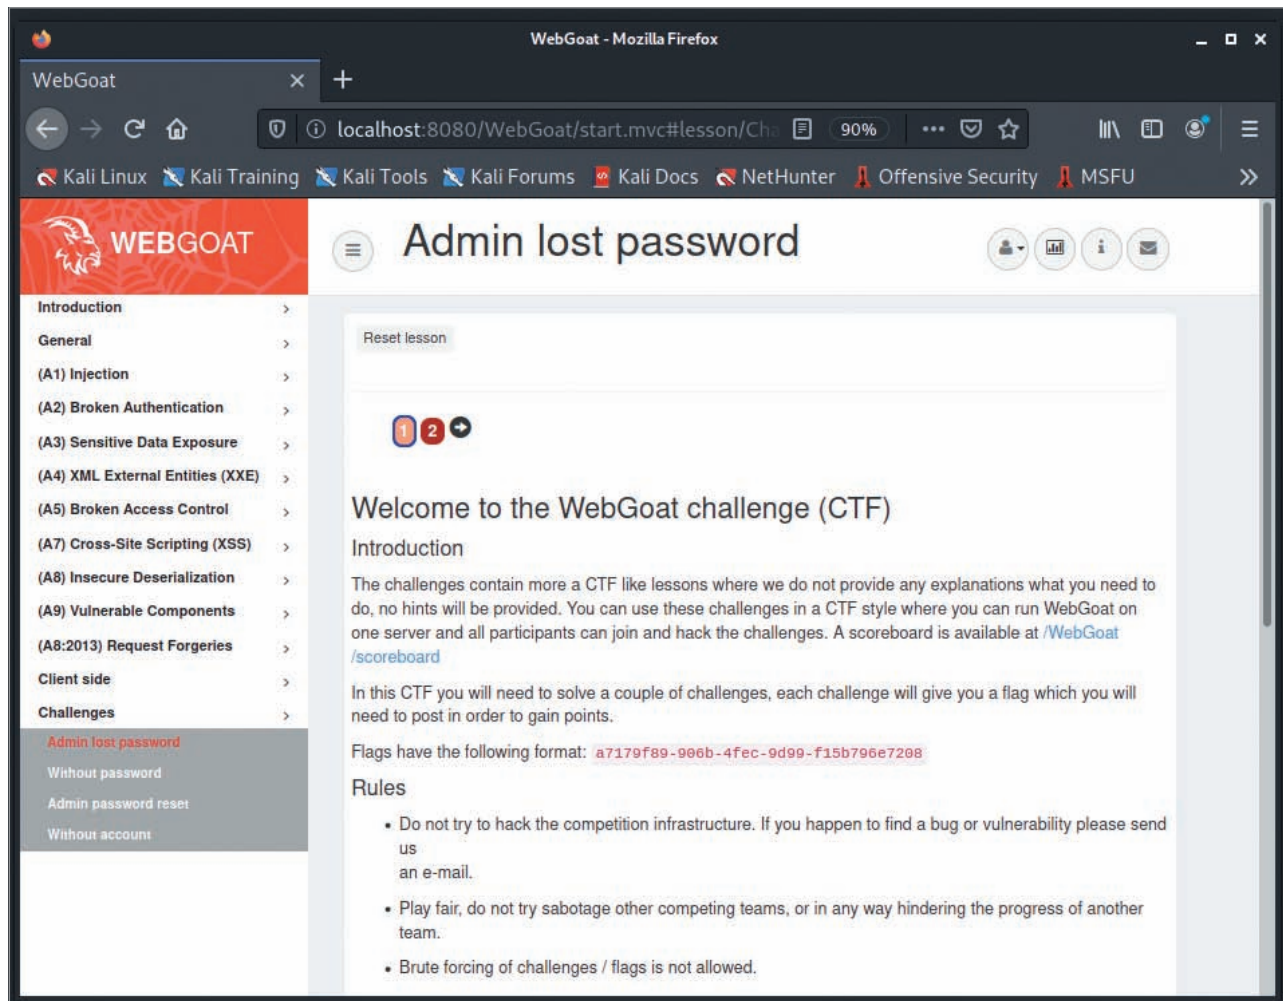 WebGoat - Mozilla Firefox
WebGoat
localhost:8080/WebGoat/start.mvc#lesson/Cha
90%
Kali Linux Kali Training Kali Tools Kali Forums Kali Docs NetHunter Offensive Security MSFU
WEBGOAT
Admin lost password
Introduction
General
(A1) Injection
(A2) Broken Authentication
(A3) Sensitive Data Exposure
(A4) XML External Entities (XXE)
(A5) Broken Access Control
(A7) Cross-Site Scripting (XSS)
(A8) Insecure Deserialization
(A9) Vulnerable Components
(A8:2013) Request Forgeries
Client side
Challenges
Admin lost password
Without password
Admin password reset
Without account
Reset lesson
1 2
Welcome to the WebGoat challenge (CTF)
Introduction
The challenges contain more a CTF like lessons where we do not provide any explanations what you need to
do, no hints will be provided. You can use these challenges in a CTF style where you can run WebGoat on
one server and all participants can join and hack the challenges. A scoreboard is available at /WebGoat
/scoreboard
In this CTF you will need to solve a couple of challenges, each challenge will give you a flag which you will
need to post in order to gain points.
Flags have the following format: a7179f89-906b-4fec-9d99-f15b796e7208
Rules
• Do not try to hack the competition infrastructure. If you happen to find a bug or vulnerability please send
us
an e-mail.
• Play fair, do not try sabotage other competing teams, or in any way hindering the progress of another
team.
• Brute forcing of challenges / flags is not allowed.